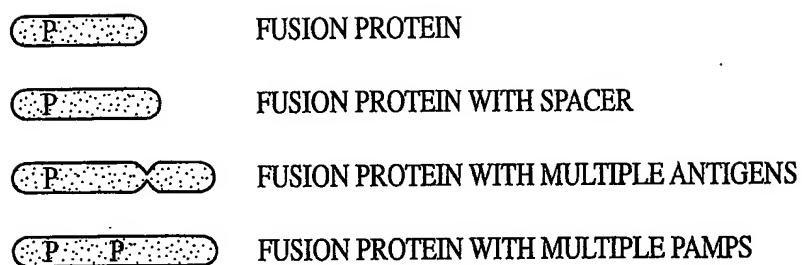 P FUSION PROTEIN
P FUSION PROTEIN WITH SPACER
P FUSION PROTEIN WITH MULTIPLE ANTIGENS
P P FUSION PROTEIN WITH MULTIPLE PAMPS